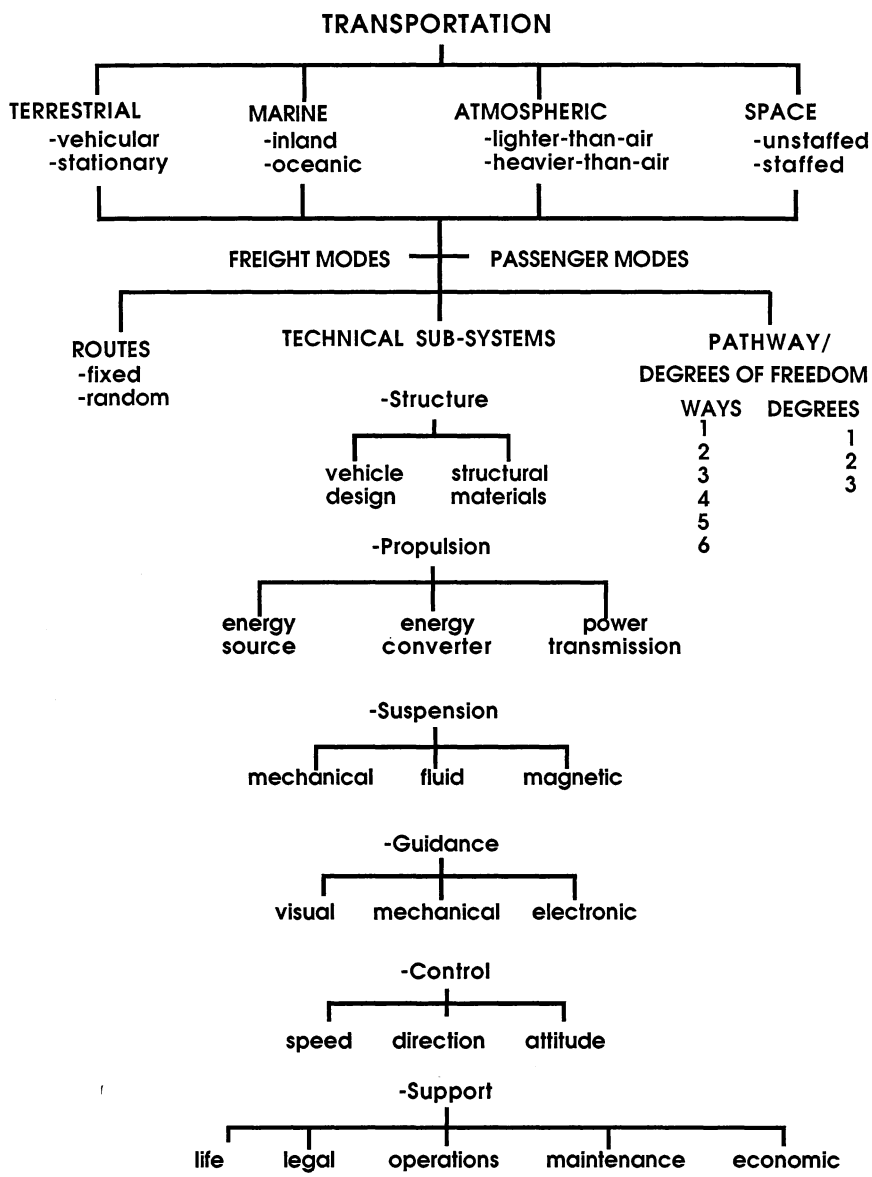 TRANSPORTATION
TERRESTRIAL
-vehicular
-stationary
MARINE
-inland
-oceanic
ATMOSPHERIC
-lighter-than-air
-heavier-than-air
SPACE
-unstaffed
-staffed
FREIGHT MODES
PASSENGER MODES
ROUTES
-fixed
-random
TECHNICAL SUB-SYSTEMS
-Structure
vehicle
design
structural
materials
-Propulsion
energy
source
energy
converter
power
transmission
-Suspension
mechanical
fluid
magnetic
-Guidance
visual
mechanical
electronic
-Control
speed
direction
attitude
-Support
life
legal
operations
maintenance
economic
PATHWAY/
DEGREES OF FREEDOM
WAYS
1
2
3
4
5
6
DEGREES
1
2
3